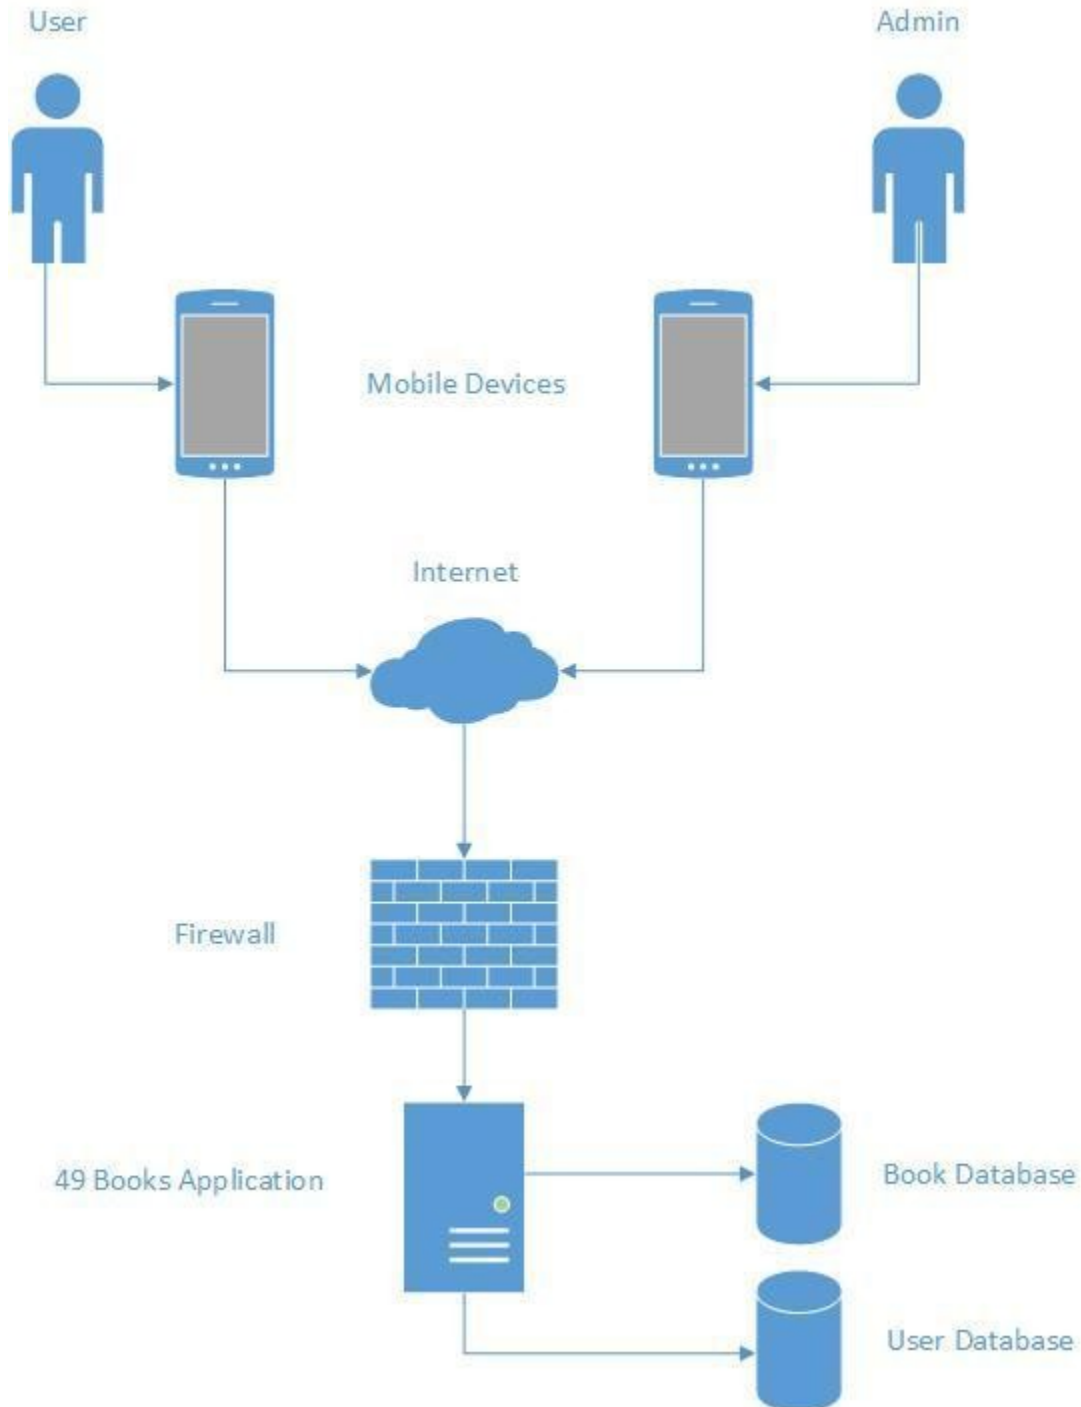 User
Admin
Mobile Devices
Internet
Firewall
49 Books Application
Book Database
User Database